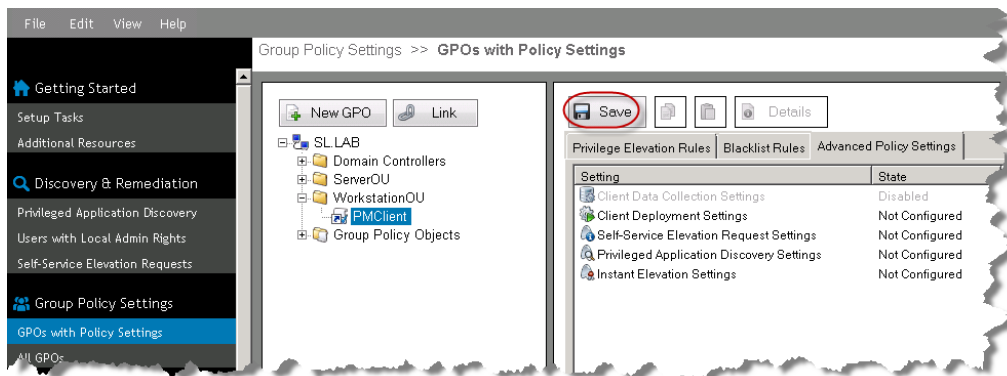 File Edit View Help
Group Policy Settings >> GPOs with Policy Settings
Getting Started
Setup Tasks
Additional Resources
Discovery & Remediation
Privileged Application Discovery
Users with Local Admin Rights
Self-Service Elevation Requests
Group Policy Settings
GPOs with Policy Settings
All GPOs
New GPO Link
SL.LAB
Domain Controllers
ServerOU
WorkstationOU
PMClient
Group Policy Objects
Save Details
Privilege Elevation Rules Blacklist Rules Advanced Policy Settings
Setting State
Client Data Collection Settings Disabled
Client Deployment Settings Not Configured
Self-Service Elevation Request Settings Not Configured
Privileged Application Discovery Settings Not Configured
Instant Elevation Settings Not Configured